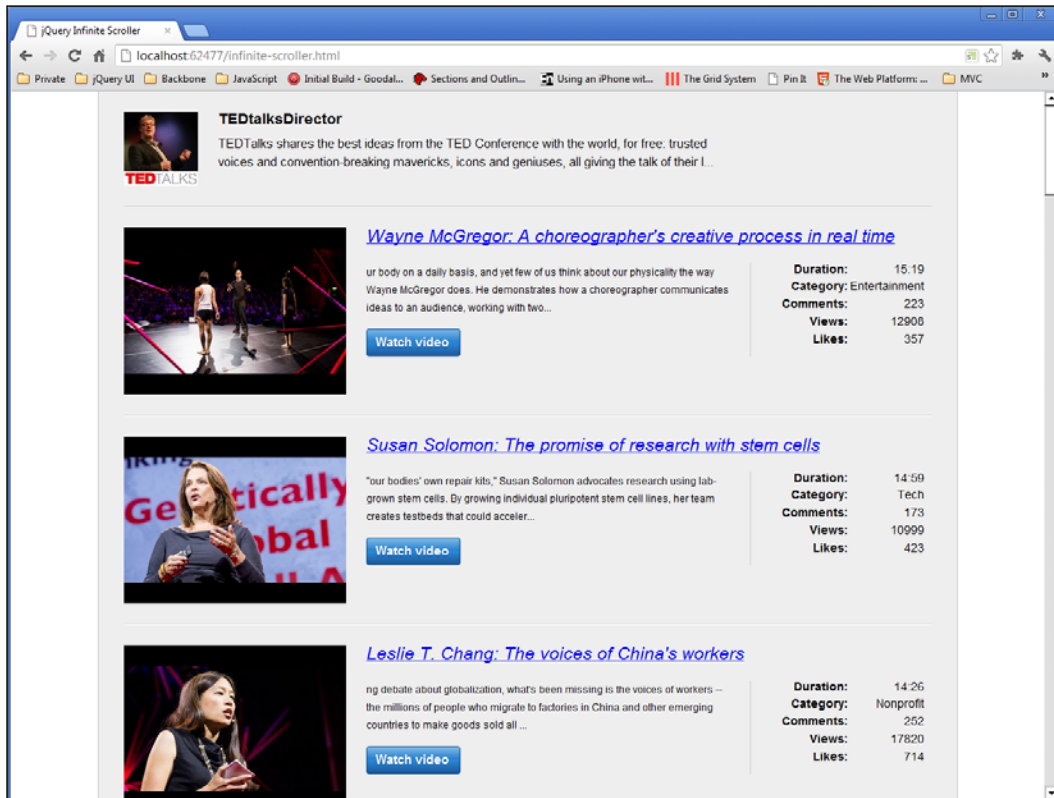 jQuery Infinite Scroller
localhost:62477/infinite-scroller.html
Private jQuery UI Backbone JavaScript Initial Build - Goodal... Sections and Outlin... Using an iPhone wit... The Grid System Pin It The Web Platform: ... MVC »
TEDtalksDirector
TEDTalks shares the best ideas from the TED Conference with the world, for free: trusted
voices and convention-breaking mavericks, icons and geniuses, all giving the talk of their l...
TEDTALKS
Wayne McGregor: A choreographer's creative process in real time
ur body on a daily basis, and yet few of us think about our physicality the way
Wayne McGregor does. He demonstrates how a choreographer communicates
ideas to an audience, working with two...
Watch video
Duration: 15:19
Category: Entertainment
Comments: 223
Views: 12906
Likes: 357
Susan Solomon: The promise of research with stem cells
"our bodies' own repair kits," Susan Solomon advocates research using lab-
grown stem cells. By growing individual pluripotent stem cell lines, her team
creates testbeds that could acceler...
Watch video
Duration: 14:59
Category: Tech
Comments: 173
Views: 10999
Likes: 423
Leslie T. Chang: The voices of China's workers
ng debate about globalization, what's been missing is the voices of workers --
the millions of people who migrate to factories in China and other emerging
countries to make goods sold all ...
Watch video
Duration: 14:26
Category: Nonprofit
Comments: 252
Views: 17820
Likes: 714